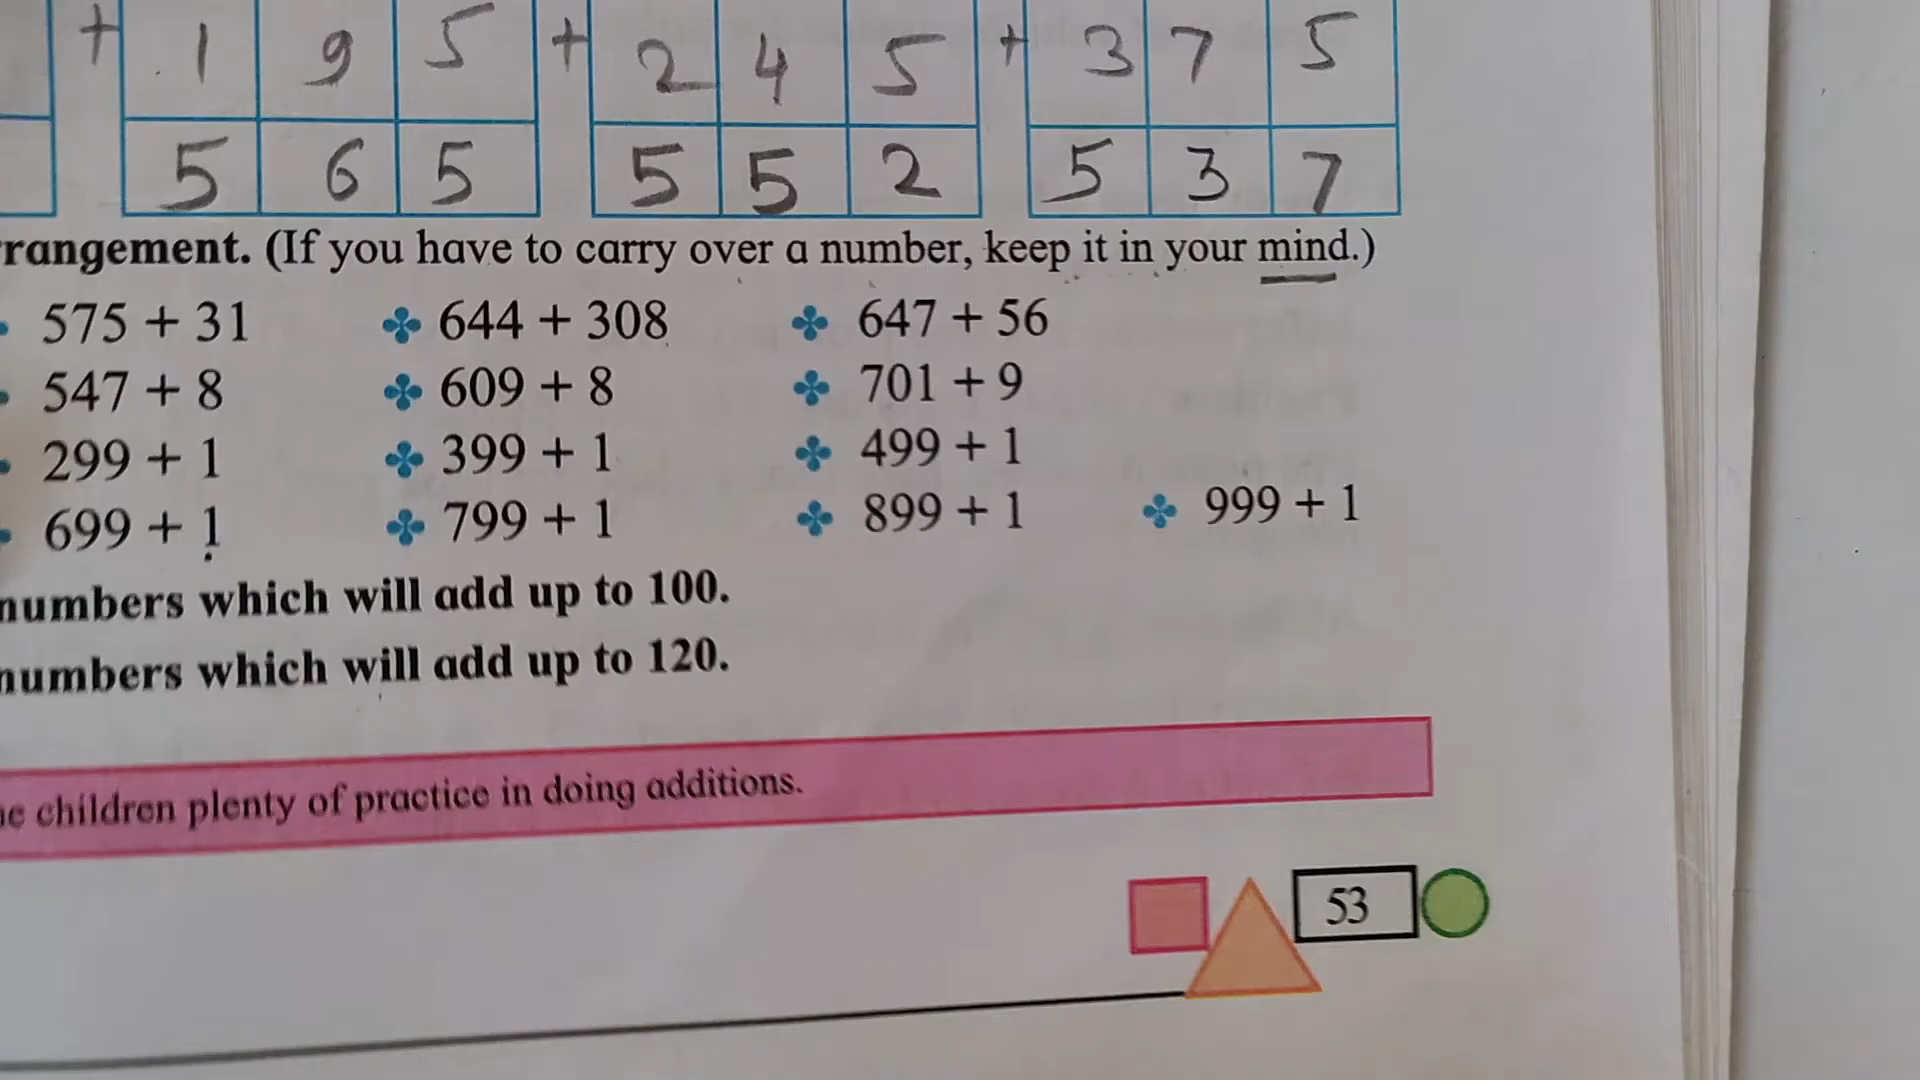 + 1 9 5 + 2 4 5 + 3 7 5
5 6 5 5 5 2 5 3 7
rangement. (If you have to carry over a number, keep it in your mind.)
575 + 31 644 + 308 647 + 56
547 + 8 609 + 8 701 + 9
299 + 1 399 + 1 499 + 1
699 + 1 799 + 1 899 + 1 999 + 1
numbers which will add up to 100.
numbers which will add up to 120.
children plenty of practice in doing additions.
53